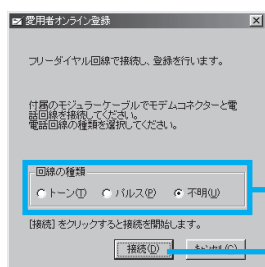 愛用者オンライン登録
フリーダイヤル回線で接続し、登録を行います。
付属のモジュラーケーブルでモデムコネクターと電
話回線を接続してください。
電話回線の種類を選択してください。
回線の種類
トーン(T) パルス(P) 不明(U)
[接続] をクリックすると接続を開始します。
接続(D) キャンセル(C)